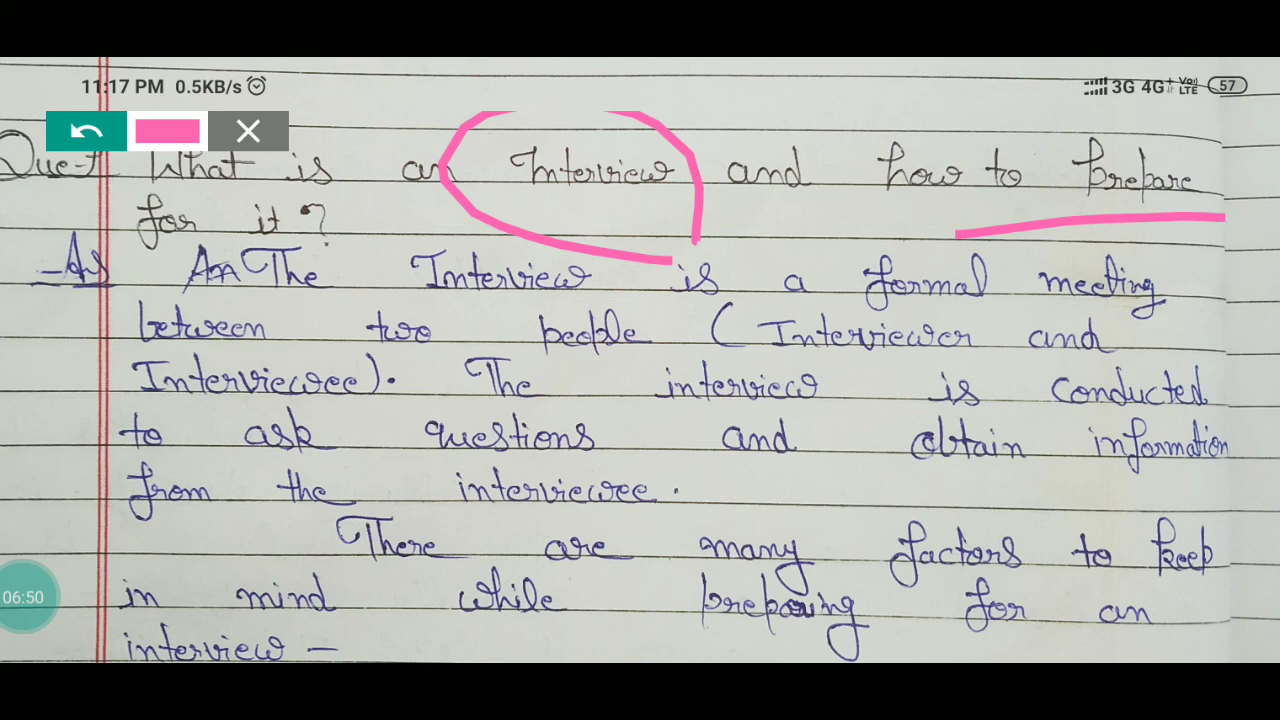 11:17 PM 0.5KB/s 3G 4G+ Vo)) LTE 57
Que-1 What is an Interview and how to prepare
for it?
Ans An The Interview is a formal meeting
between two people (Interviewer and
Interviewee). The interview is conducted
to ask questions and obtain information
from the interviewee.
There are many factors to keep
06:50
in mind while preparing for an
interview –